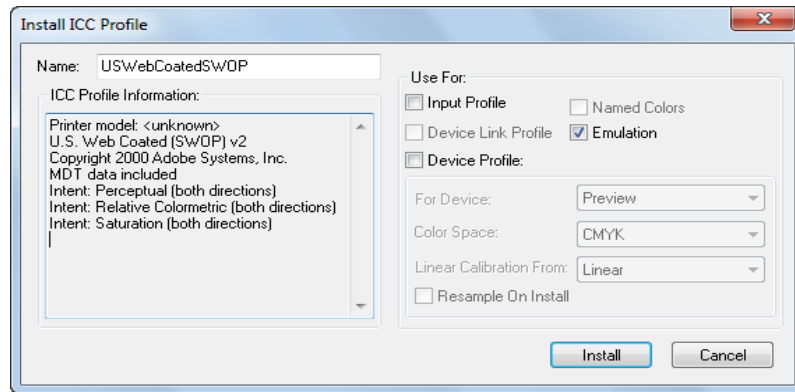 Install ICC Profile
Name: USWebCoatedSWOP
ICC Profile Information:
Printer model: <unknown>
U.S. Web Coated (SWOP) v2
Copyright 2000 Adobe Systems, Inc.
MDT data included
Intent: Perceptual (both directions)
Intent: Relative Colormetric (both directions)
Intent: Saturation (both directions)
Use For:
Input Profile
Named Colors
Device Link Profile
Emulation
Device Profile:
For Device: Preview
Color Space: CMYK
Linear Calibration From: Linear
Resample On Install
Install
Cancel